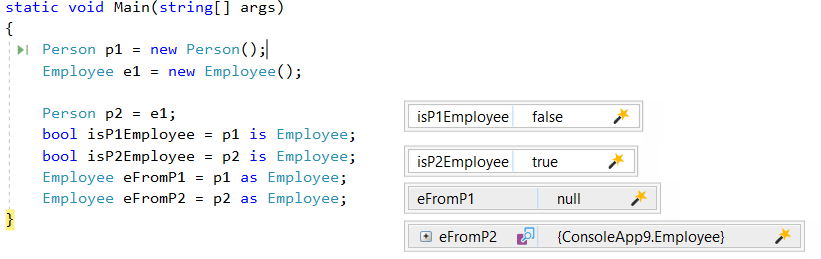 static void Main(string[] args)
{
Person p1 = new Person();
Employee e1 = new Employee();
Person p2 = e1;
bool isP1Employee = p1 is Employee;
isP1Employee false
bool isP2Employee = p2 is Employee;
isP2Employee true
Employee eFromP1 = p1 as Employee;
eFromP1 null
Employee eFromP2 = p2 as Employee;
}
eFromP2 {ConsoleApp9.Employee}